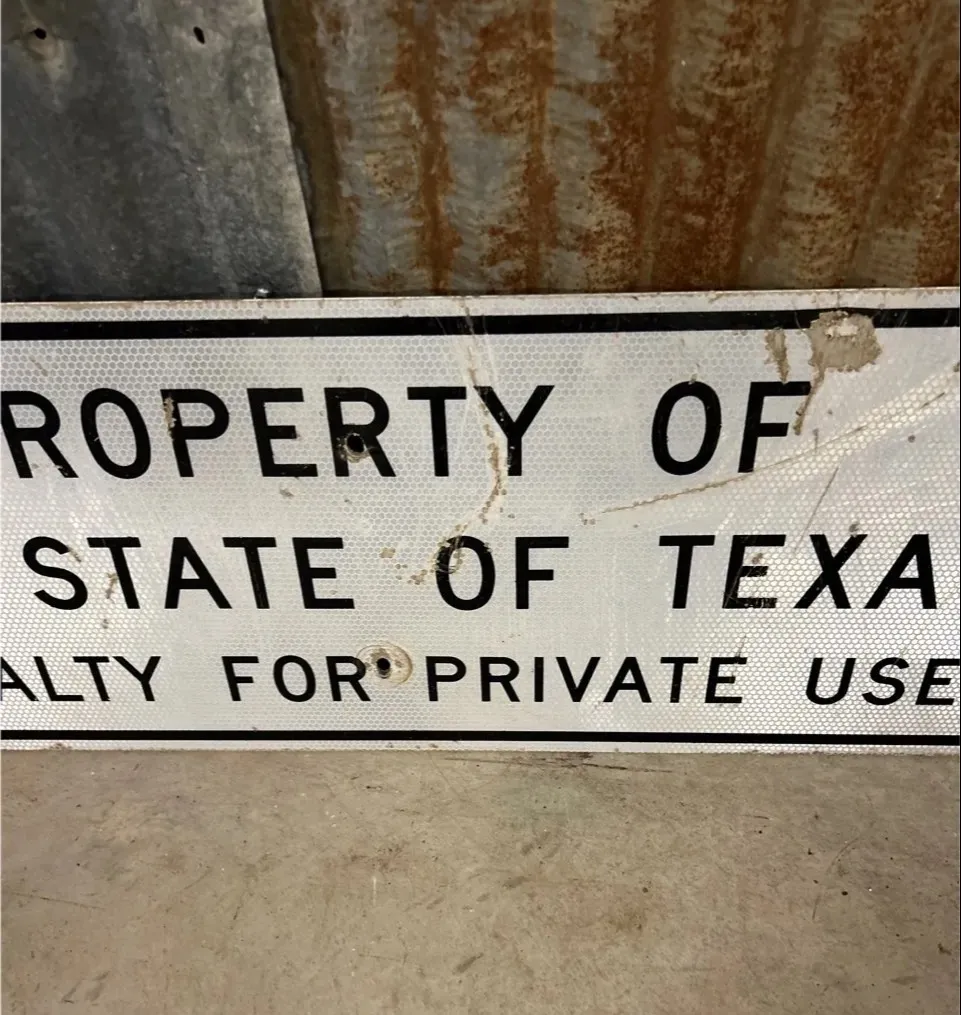 ROPERTY OF
STATE OF TEXA
ALTY FOR PRIVATE USE